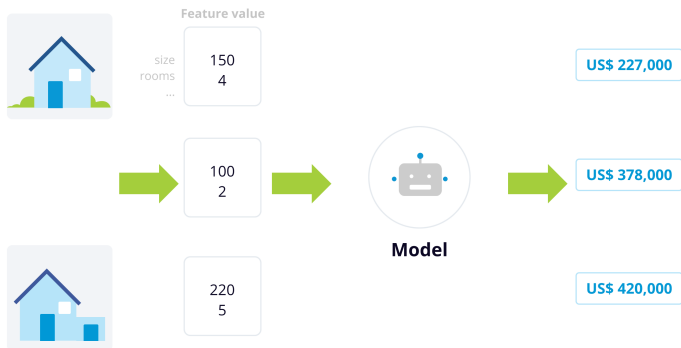 Feature value
size
rooms
...
150
4
US$ 227,000
100
2
US$ 378,000
Model
220
5
US$ 420,000